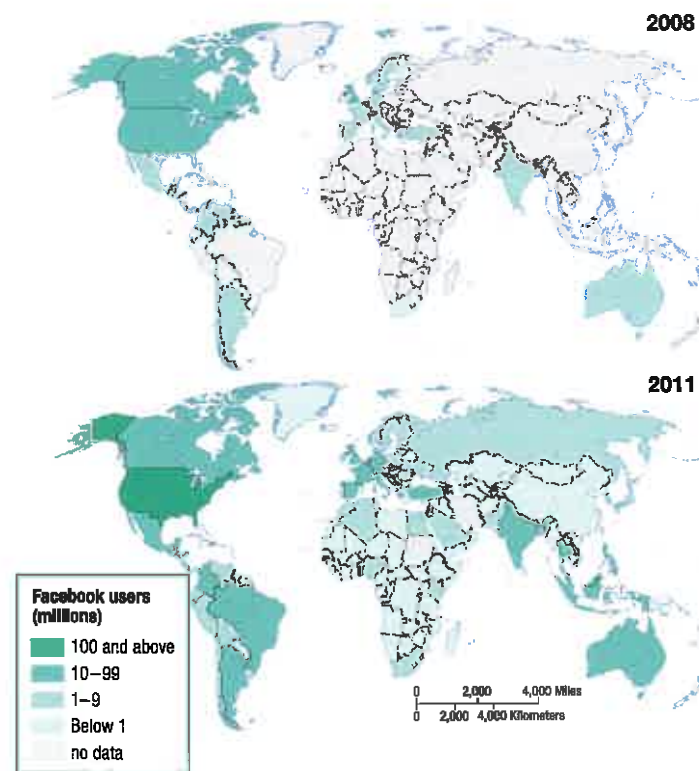 2008
2011
Facebook users
(millions)
100 and above
10–99
1–9
Below 1
no data
0 2,000 4,000 Miles
0 2,000 4,000 Kilometers